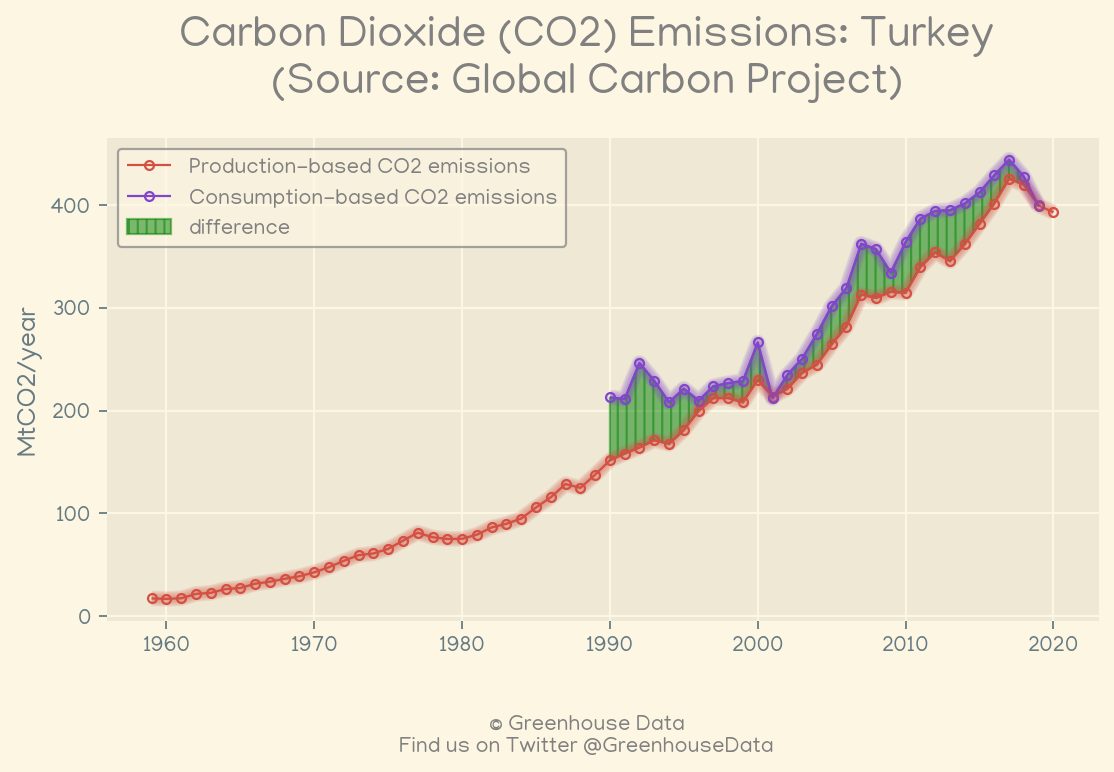 Carbon Dioxide (CO2) Emissions: Turkey
(Source: Global Carbon Project)
Production-based CO2 emissions
Consumption-based CO2 emissions
difference
MtCO2/year
400
300
200
100
0
1960 1970 1980 1990 2000 2010 2020
© Greenhouse Data
Find us on Twitter @GreenhouseData